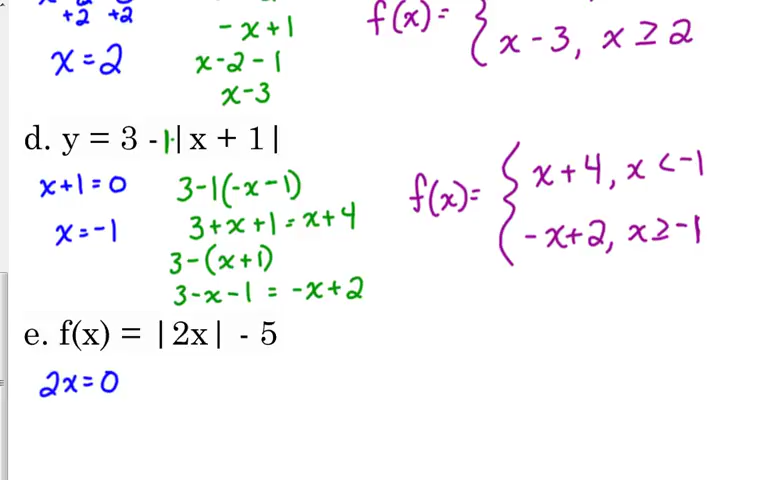 +2 +2
x = 2
-x+1
x-2-1
x-3
f(x)= { x-3, x ≥ 2
d. y = 3 -1·|x + 1|
x+1=0
x=-1
3-1(-x-1)
3+x+1 = x+4
3-(x+1)
3-x-1 = -x+2
f(x)= { x+4, x < -1
-x+2, x ≥ -1
e. f(x) = |2x| - 5
2x=0